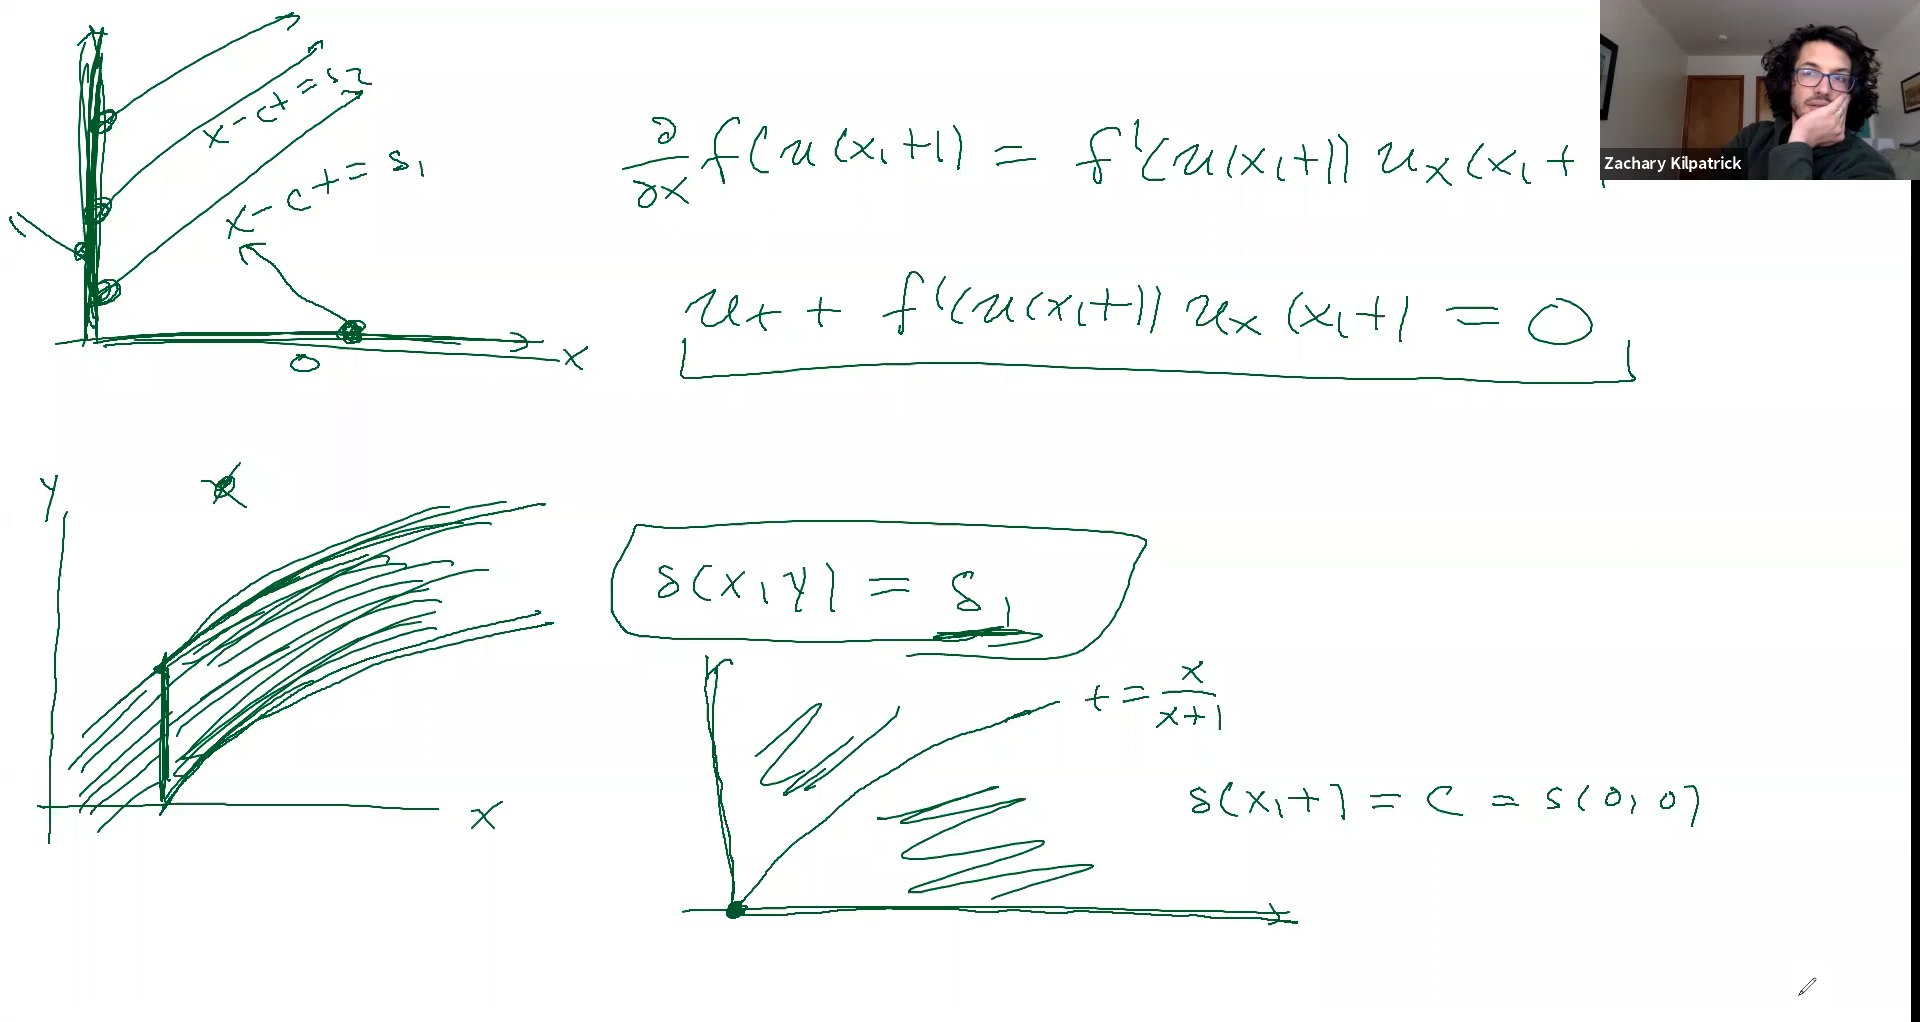 x - ct = s₂
x - ct = s₁
0
x
∂/∂x f(u(x,t)) = f'(u(x,t)) uₓ(x,t
Zachary Kilpatrick
uₜ + f'(u(x,t)) uₓ(x,t) = 0
y
x
s(x,y) = s₁
t = x/(x+1)
s(x,t) = c = s(0,0)